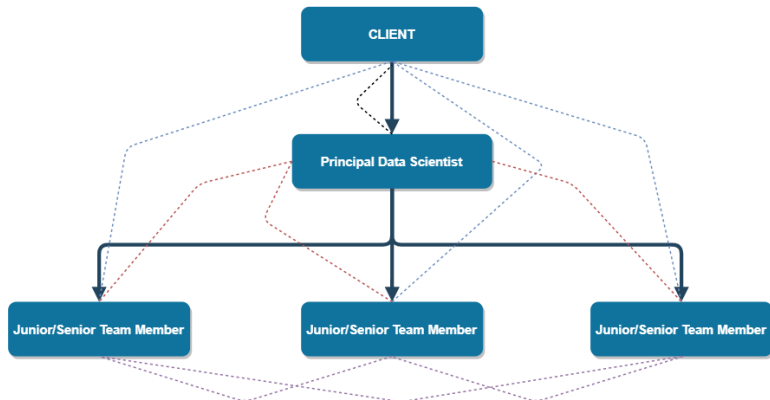 CLIENT
Principal Data Scientist
Junior/Senior Team Member
Junior/Senior Team Member
Junior/Senior Team Member